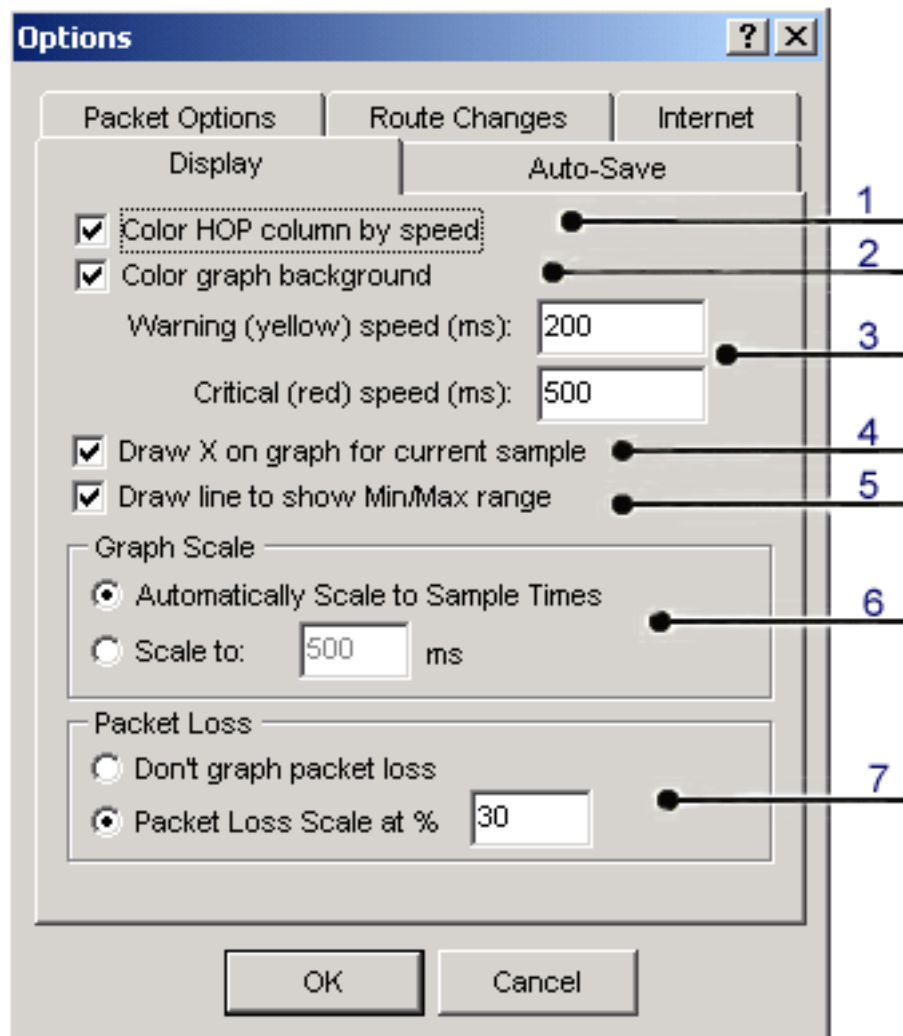 Options
Packet Options Route Changes Internet
Display Auto-Save
Color HOP column by speed 1
Color graph background 2
Warning (yellow) speed (ms): 200
3
Critical (red) speed (ms): 500
Draw X on graph for current sample 4
Draw line to show Min/Max range 5
Graph Scale
Automatically Scale to Sample Times 6
Scale to: 500 ms
Packet Loss
Don't graph packet loss 7
Packet Loss Scale at % 30
OK Cancel